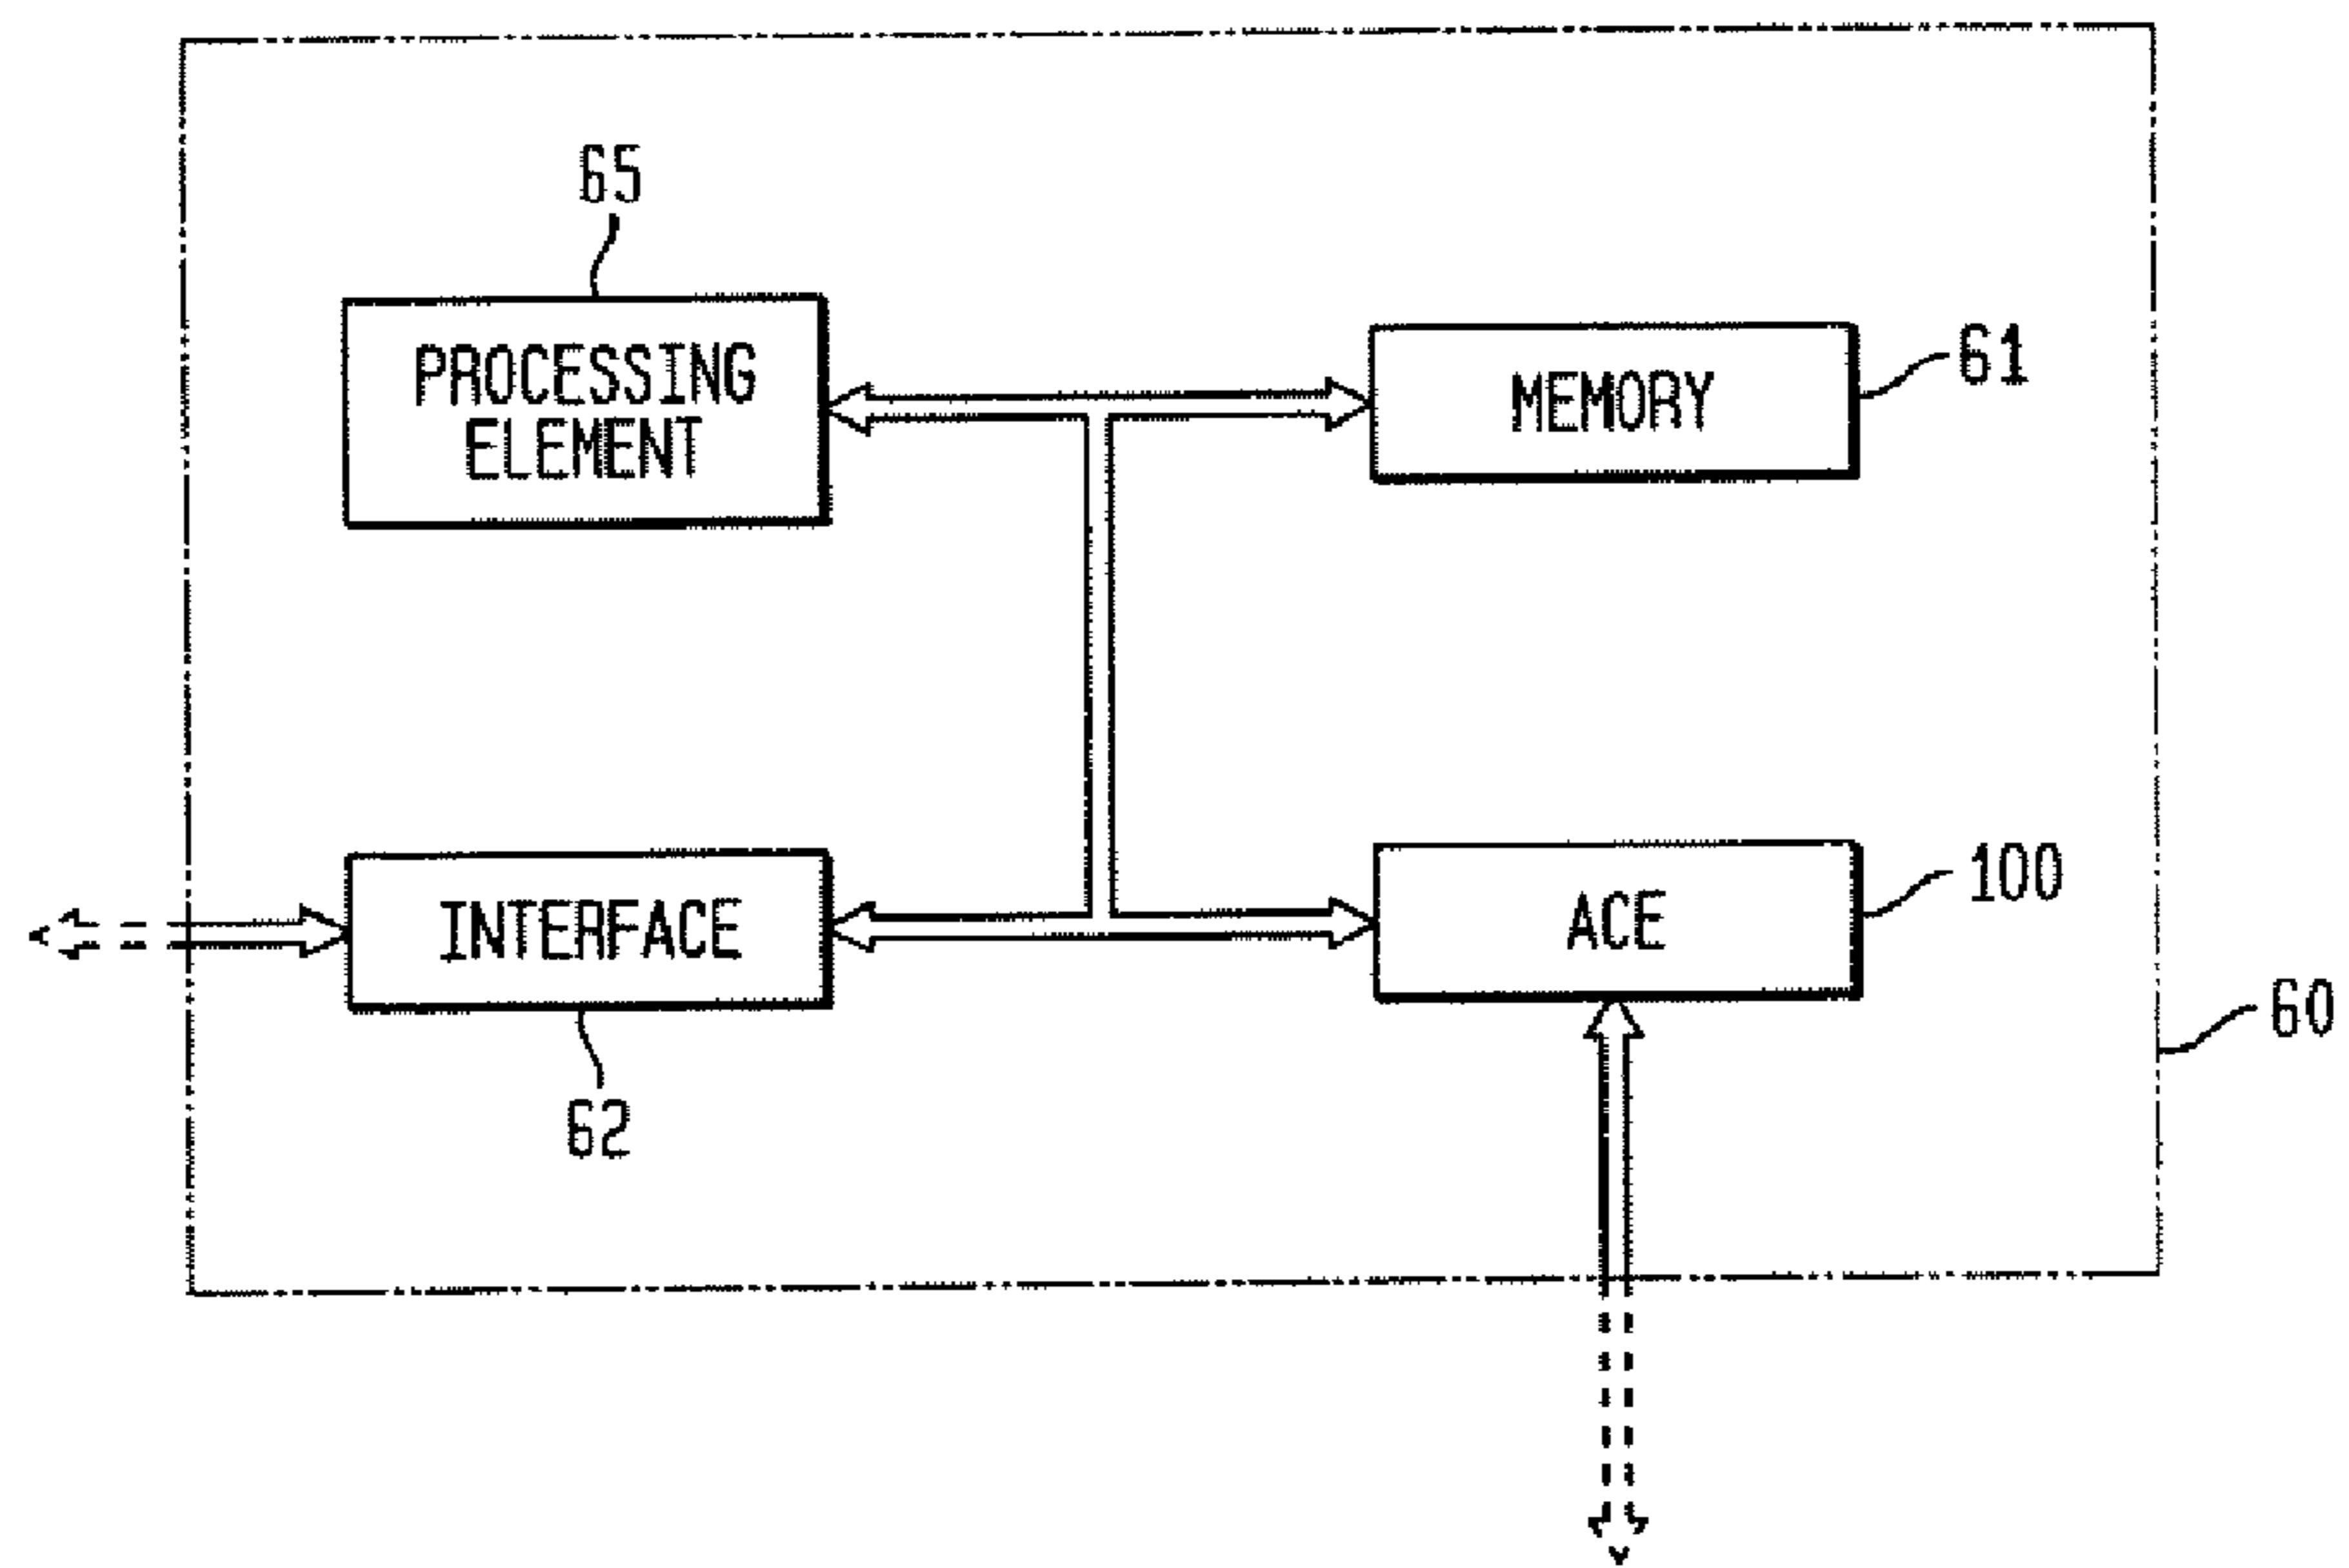 65
PROCESSING
ELEMENT
MEMORY
61
INTERFACE
62
ACE
100
60